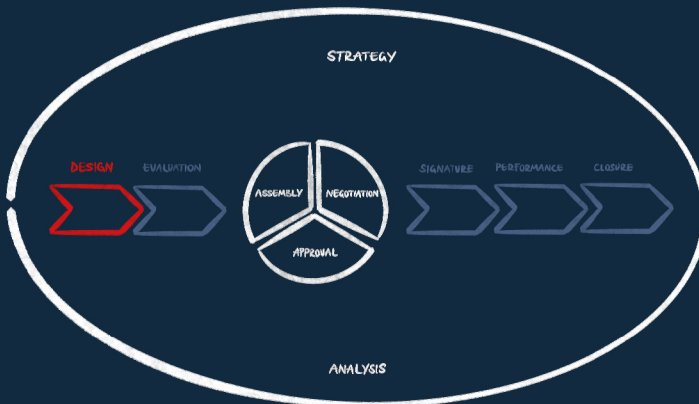 STRATEGY
DESIGN
EVALUATION
ASSEMBLY
NEGOTIATION
APPROVAL
SIGNATURE
PERFORMANCE
CLOSURE
ANALYSIS